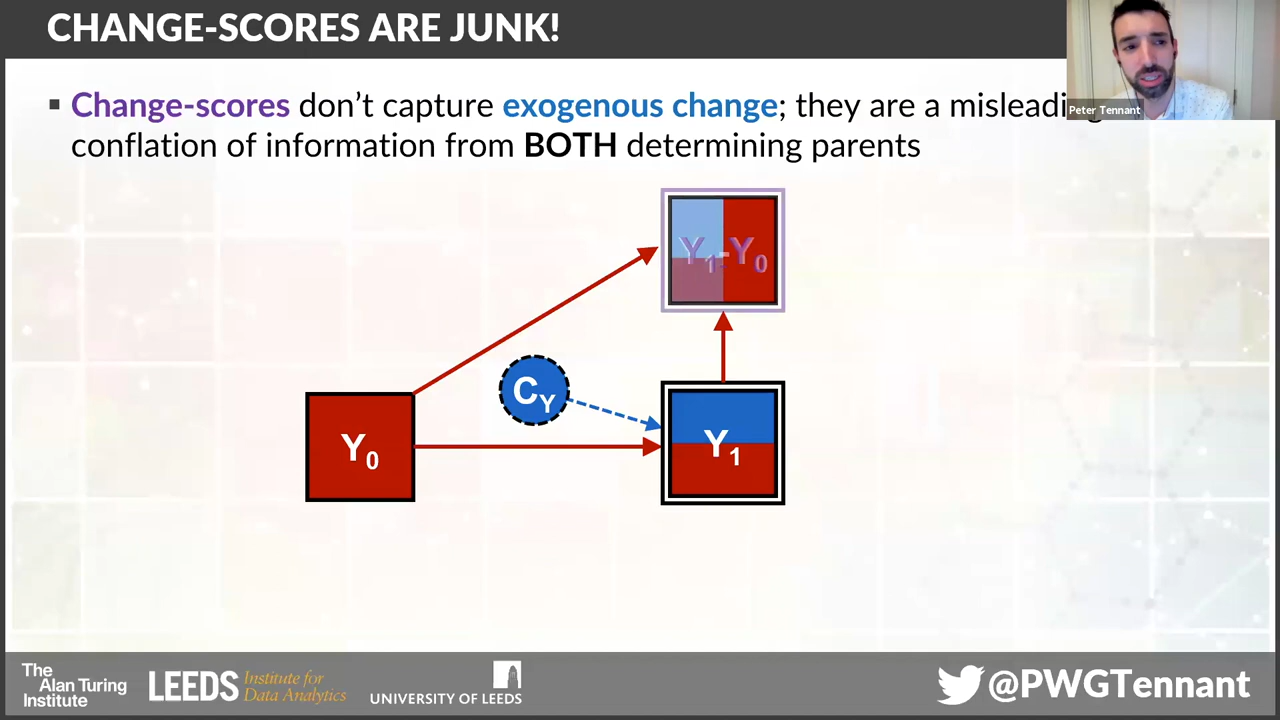 CHANGE-SCORES ARE JUNK!
Peter Tennant
▪ Change-scores don't capture exogenous change; they are a misleadi
conflation of information from BOTH determining parents
Y1-Y0
CY
Y0
Y1
The
Alan Turing
Institute
LEEDS Institute for
Data Analytics
UNIVERSITY OF LEEDS
@PWGTennant